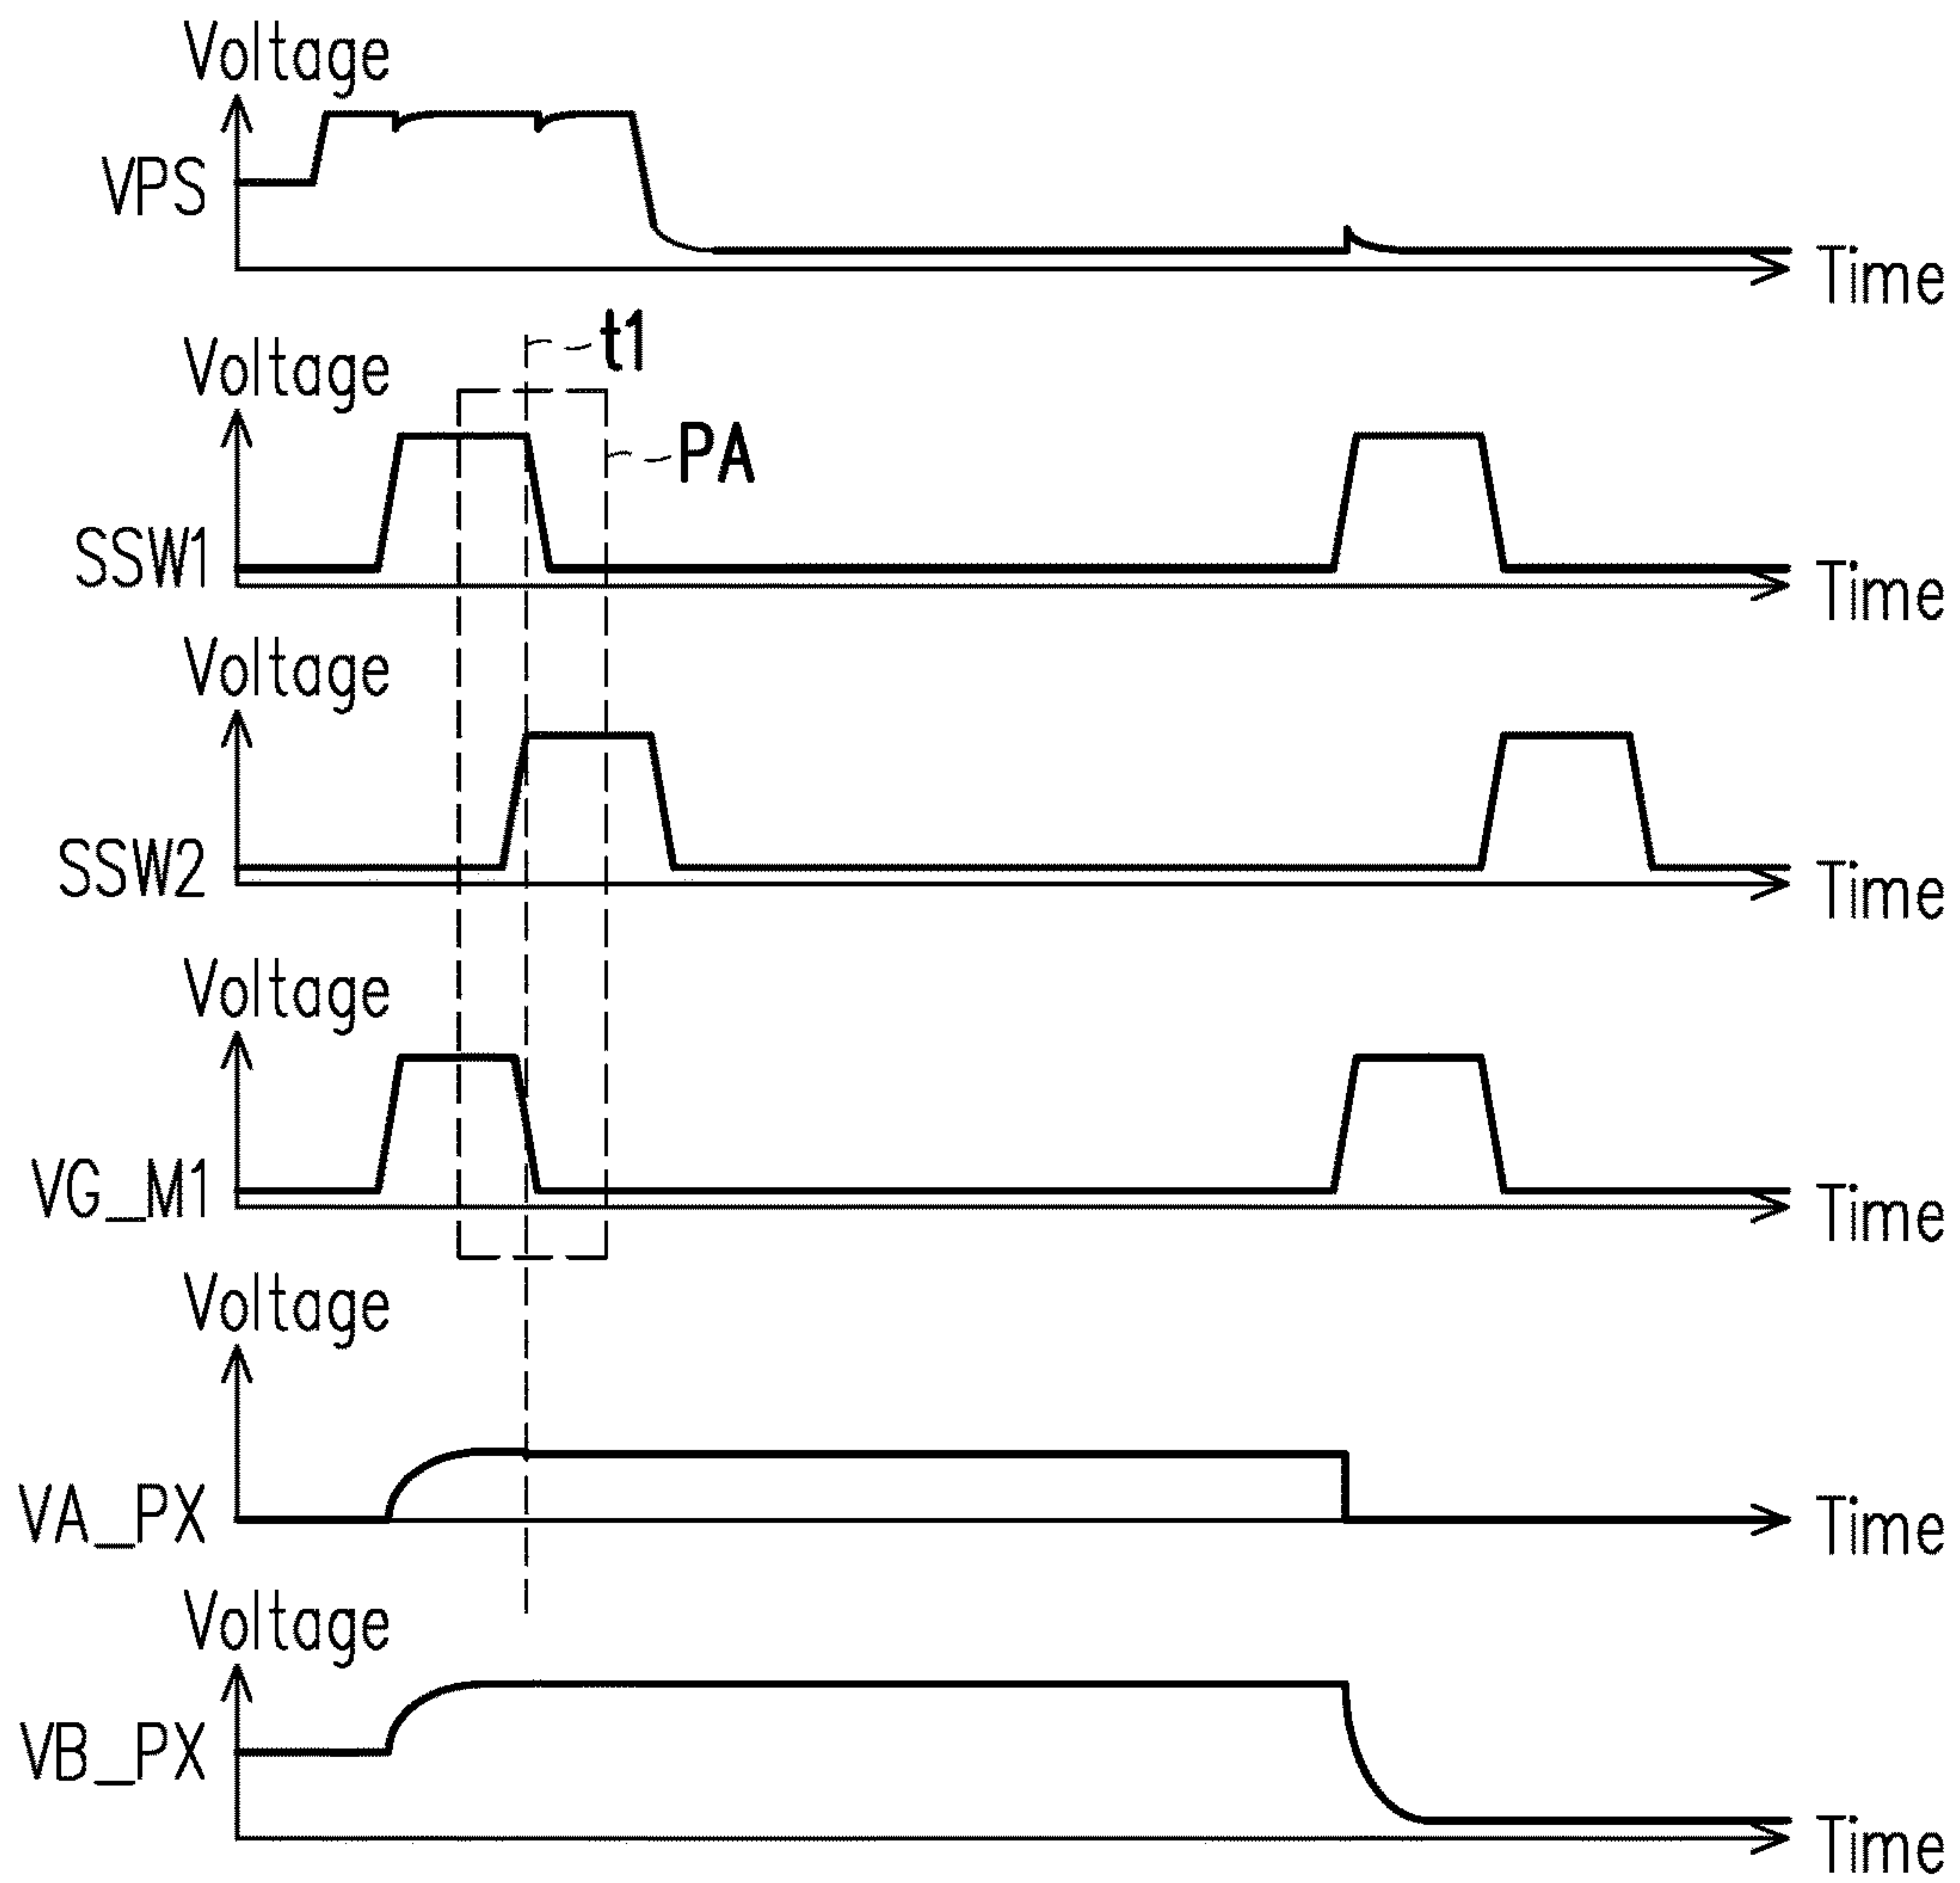 Voltage
VPS
Time
t1
Voltage
PA
SSW1
Time
Voltage
SSW2
Time
Voltage
VG_M1
Time
Voltage
VA_PX
Time
Voltage
VB_PX
Time